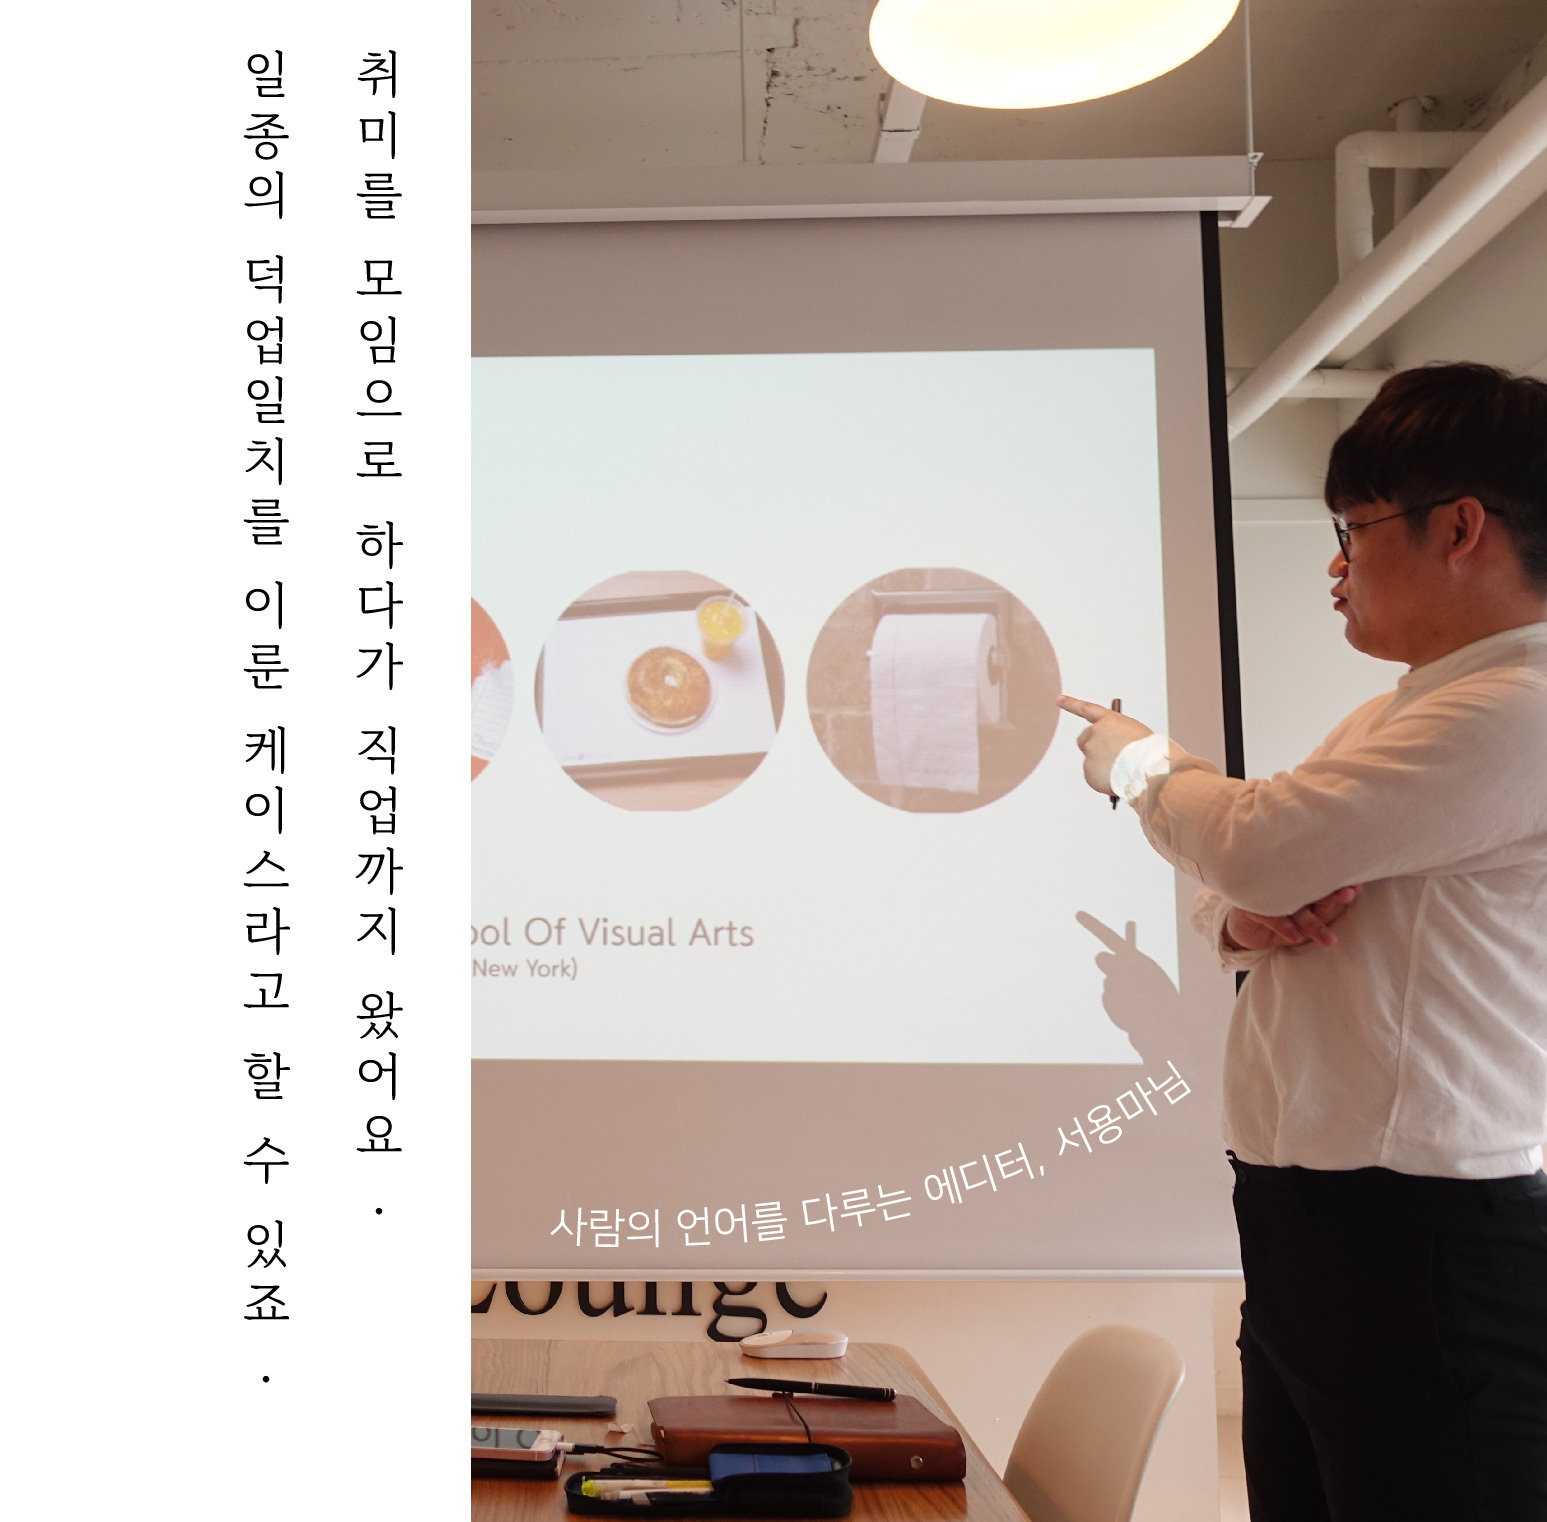 취미를 모임으로 하다가 직업까지 왔어요.
일종의 덕업일치를 이룬 케이스라고 할 수 있죠.
Of Visual Arts
New York)
사람의 언어를 다루는 에디터, 서용마님
Lounge